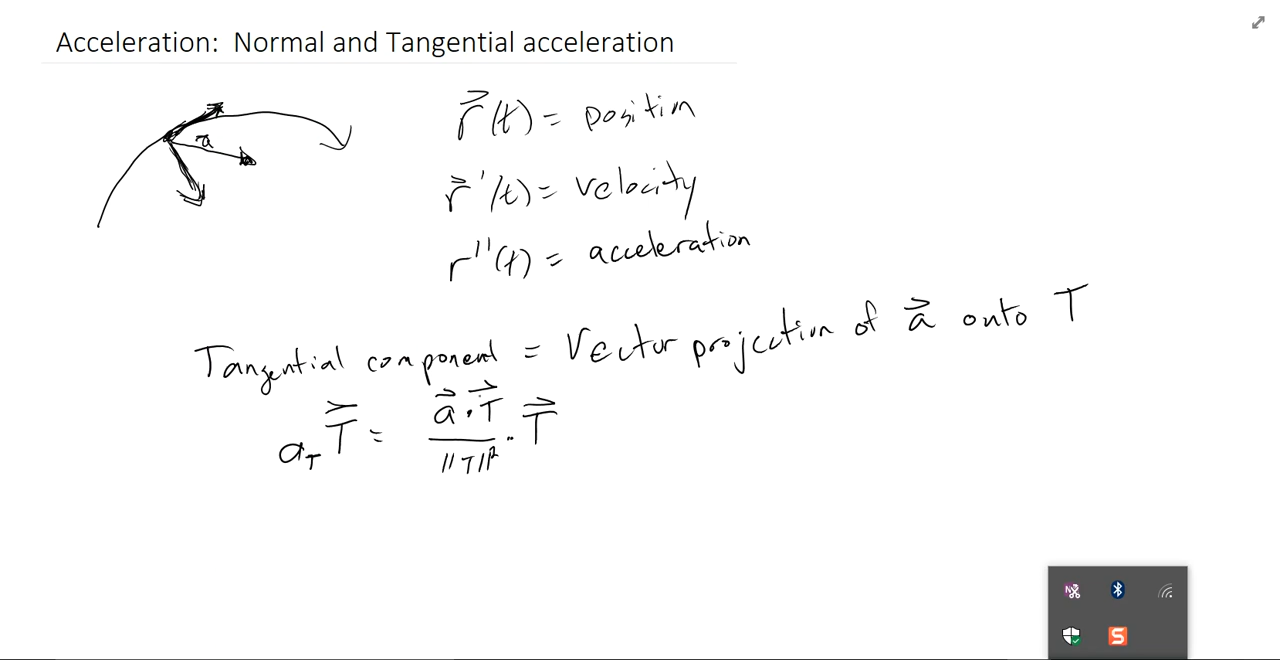 Acceleration: Normal and Tangential acceleration
a⃗
r⃗(t) = position
r⃗'(t) = velocity
r''(t) = acceleration
Tangential component = Vector projection of a⃗ onto T
a_T T⃗ = (a⃗ · T⃗) / ||T||² · T⃗
N
S